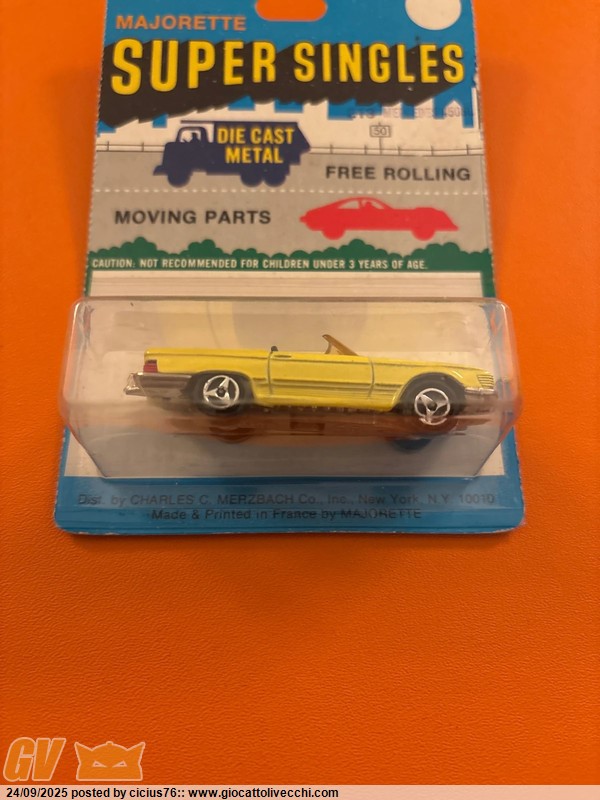 MAJORETTE
SUPER SINGLES
DIE CAST
METAL
50
FREE ROLLING
MOVING PARTS
CAUTION: NOT RECOMMENDED FOR CHILDREN UNDER 3 YEARS OF AGE.
Dist. by CHARLES C. MERZBACH Co., Inc., New York, N.Y. 10010
Made & Printed in France by MAJORETTE
GV
24/09/2025 posted by cicius76:: www.giocattolivecchi.com